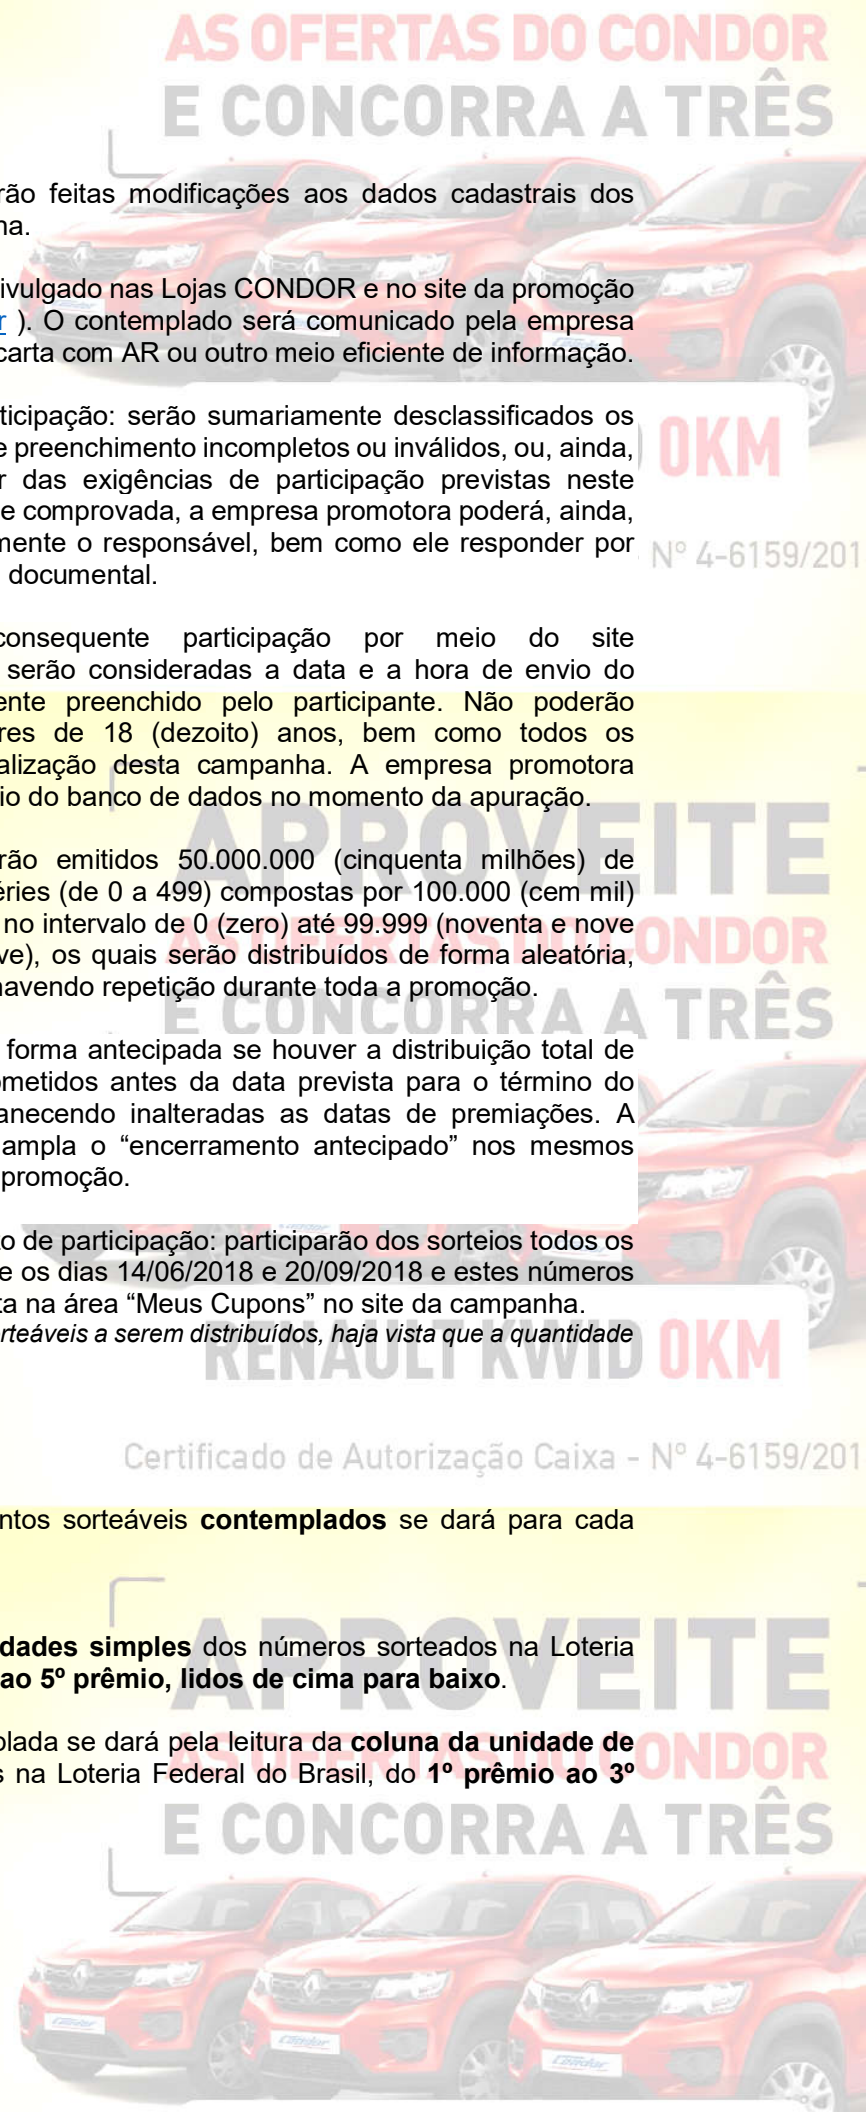 AS OFERTAS DO CONDOR
E CONCORRA A TRÊS
rão feitas modificações aos dados cadastrais dos
na.
ivulgado nas Lojas CONDOR e no site da promoção
r ). O contemplado será comunicado pela empresa
carta com AR ou outro meio eficiente de informação.
ticipação: serão sumariamente desclassificados os
e preenchimento incompletos ou inválidos, ou, ainda,
r das exigências de participação previstas neste
e comprovada, a empresa promotora poderá, ainda,
mente o responsável, bem como ele responder por
documental.
0KM
Nº 4-6159/201
consequente participação por meio do site
serão consideradas a data e a hora de envio do
ente preenchido pelo participante. Não poderão
res de 18 (dezoito) anos, bem como todos os
alização desta campanha. A empresa promotora
io do banco de dados no momento da apuração.
APROVEITE
rão emitidos 50.000.000 (cinquenta milhões) de
éries (de 0 a 499) compostas por 100.000 (cem mil)
no intervalo de 0 (zero) até 99.999 (noventa e nove
AS OFERTAS DO CONDOR
ve), os quais serão distribuídos de forma aleatória,
havendo repetição durante toda a promoção.
E CONCORRA A TRÊS
forma antecipada se houver a distribuição total de
ometidos antes da data prevista para o término do
anecendo inalteradas as datas de premiações. A
ampla o “encerramento antecipado” nos mesmos
promoção.
o de participação: participarão dos sorteios todos os
e os dias 14/06/2018 e 20/09/2018 e estes números
ta na área “Meus Cupons” no site da campanha.
rteáveis a serem distribuídos, haja vista que a quantidade
RENAULT KWID 0KM
Certificado de Autorização Caixa - Nº 4-6159/201
ntos sorteáveis contemplados se dará para cada
APROVEITE
dades simples dos números sorteados na Loteria
ao 5º prêmio, lidos de cima para baixo.
plada se dará pela leitura da coluna da unidade de
AS OFERTAS DO CONDOR
s na Loteria Federal do Brasil, do 1º prêmio ao 3º
E CONCORRA A TRÊS
Condor
Condor
Condor